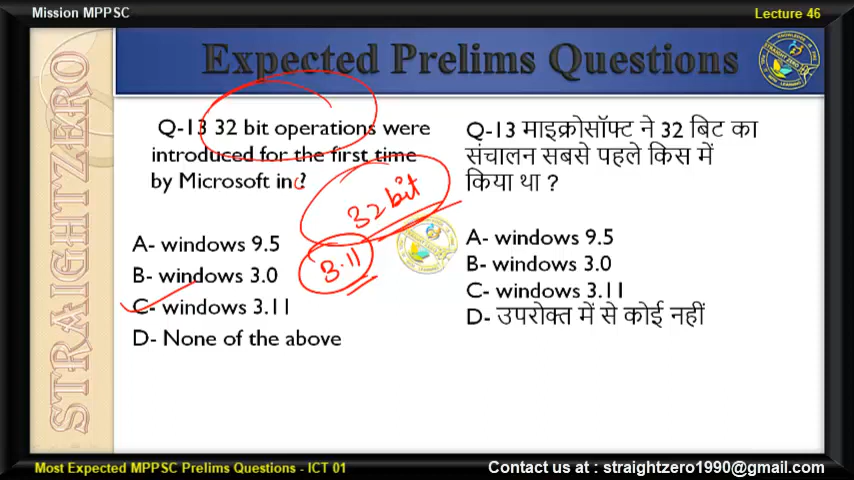 Mission MPPSC
Lecture 46
Expected Prelims Questions
STRAIGHTZERO
Q-13 32 bit operations were
introduced for the first time
by Microsoft in?
32 bit
3.11
A- windows 9.5
B- windows 3.0
C- windows 3.11
D- None of the above
Q-13 माइक्रोसॉफ्ट ने 32 बिट का
संचालन सबसे पहले किस में
किया था ?
A- windows 9.5
B- windows 3.0
C- windows 3.11
D- उपरोक्त में से कोई नहीं
Most Expected MPPSC Prelims Questions - ICT 01
Contact us at : straightzero1990@gmail.com